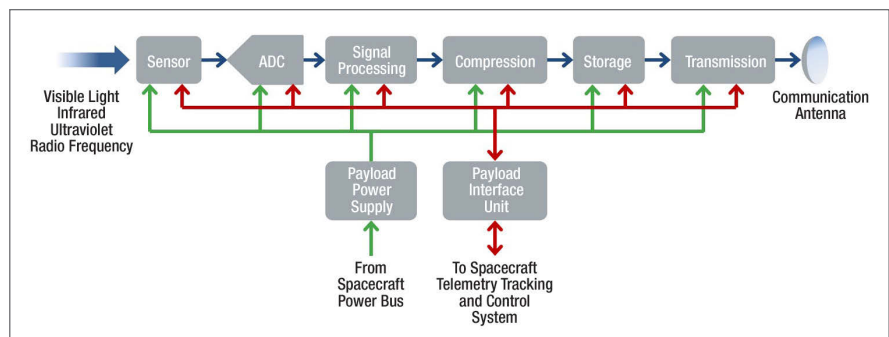 Sensor
ADC
Signal
Processing
Compression
Storage
Transmission
Visible Light
Infrared
Ultraviolet
Radio Frequency
Communication
Antenna
Payload
Power
Supply
Payload
Interface
Unit
From
Spacecraft
Power Bus
To Spacecraft
Telemetry Tracking
and Control
System